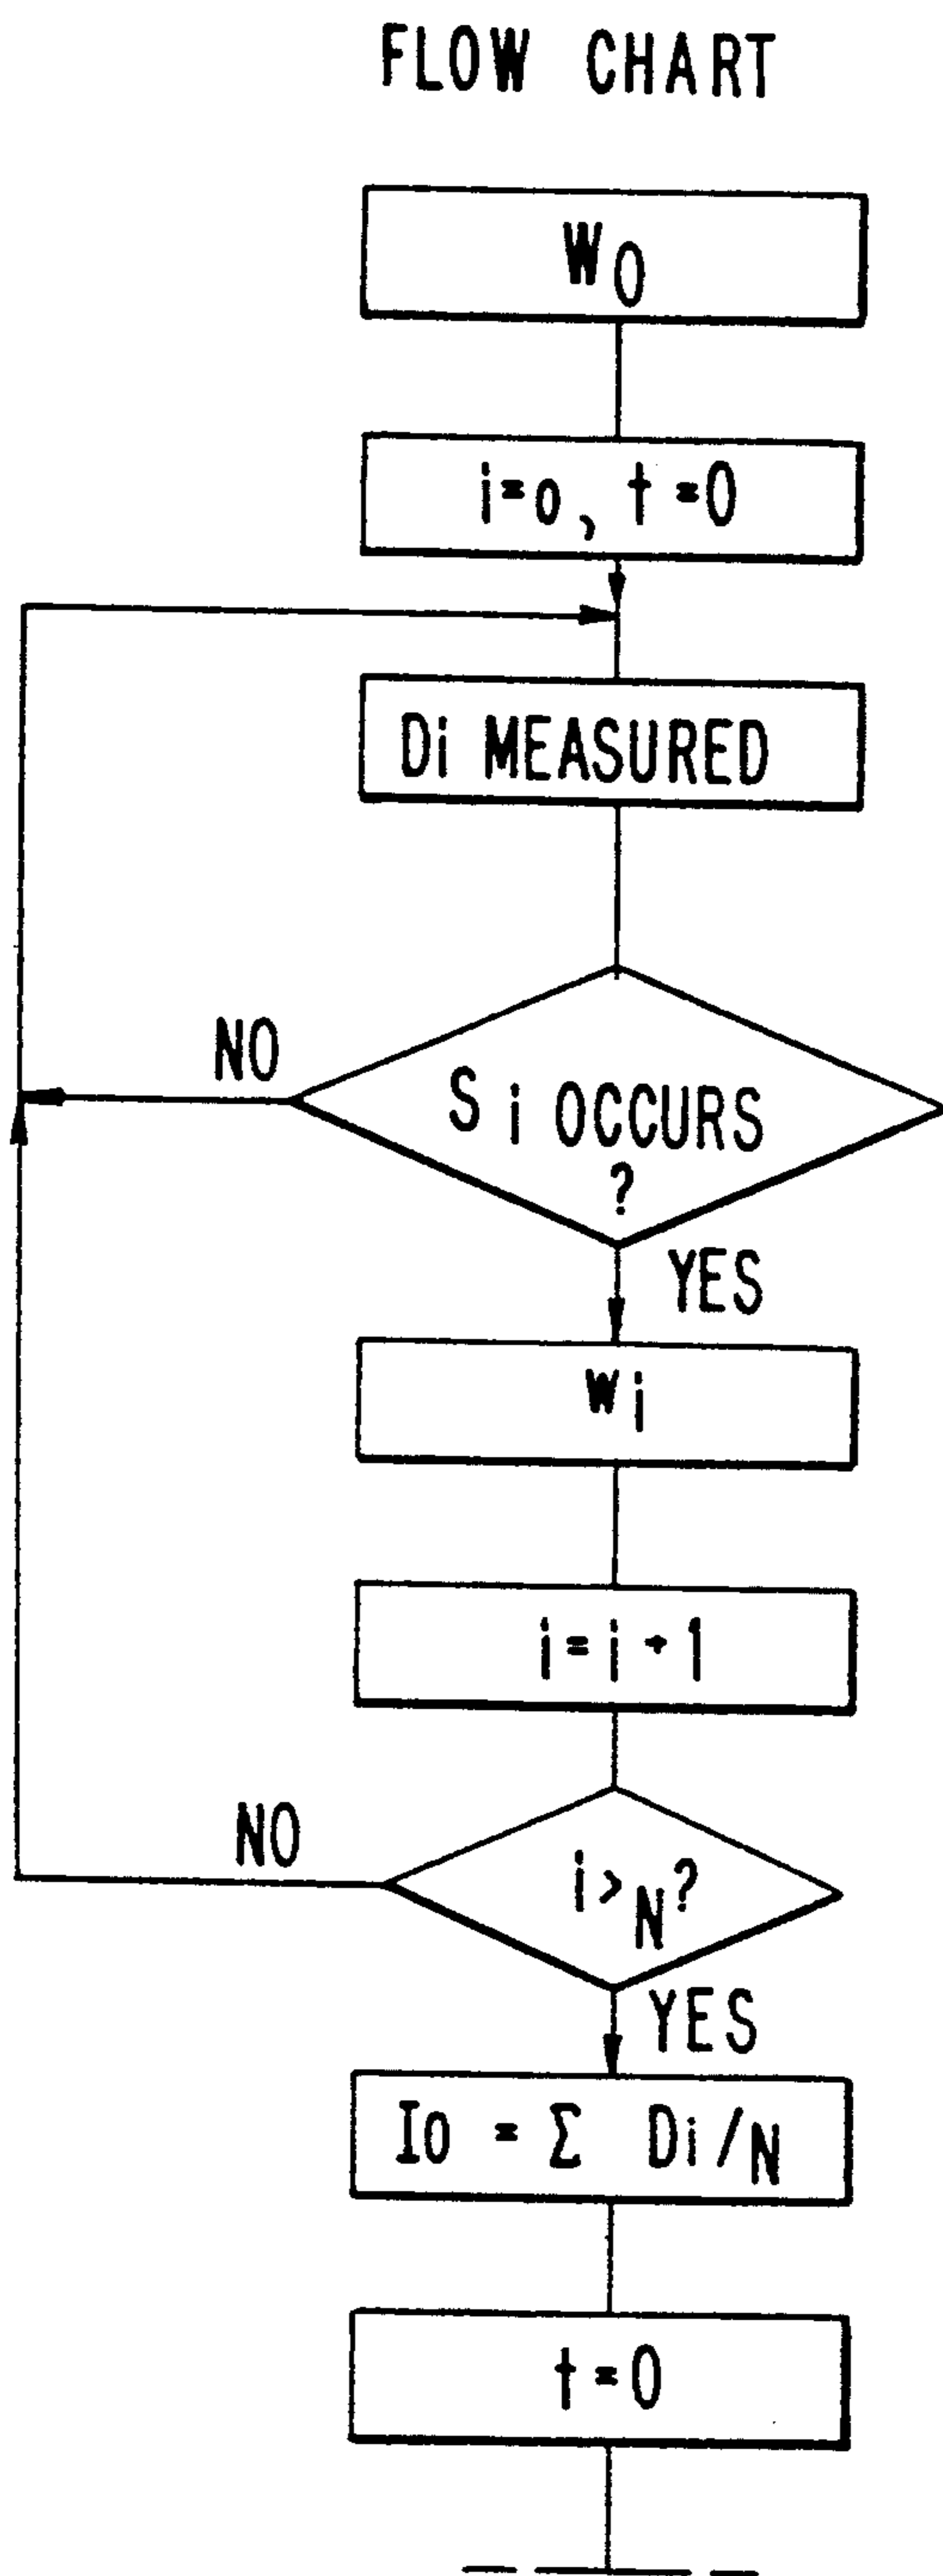 FLOW CHART
W0
i=o, t=0
Di MEASURED
NO
Si OCCURS
?
YES
Wi
i=i+1
NO
i>N?
YES
Io = Σ Di/N
t=0